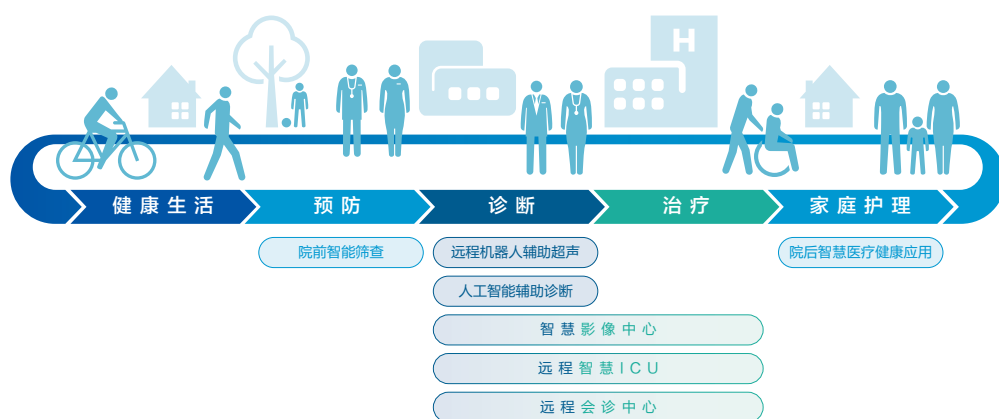 H
健康生活 预防 诊断 治疗 家庭护理
院前智能筛查 远程机器人辅助超声 院后智慧医疗健康应用
人工智能辅助诊断
智慧影像中心
远程智慧ICU
远程会诊中心